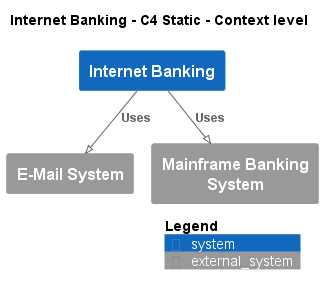 Internet Banking - C4 Static - Context level
Internet Banking
Uses
Uses
E-Mail System
Mainframe Banking
System
Legend
system
external_system